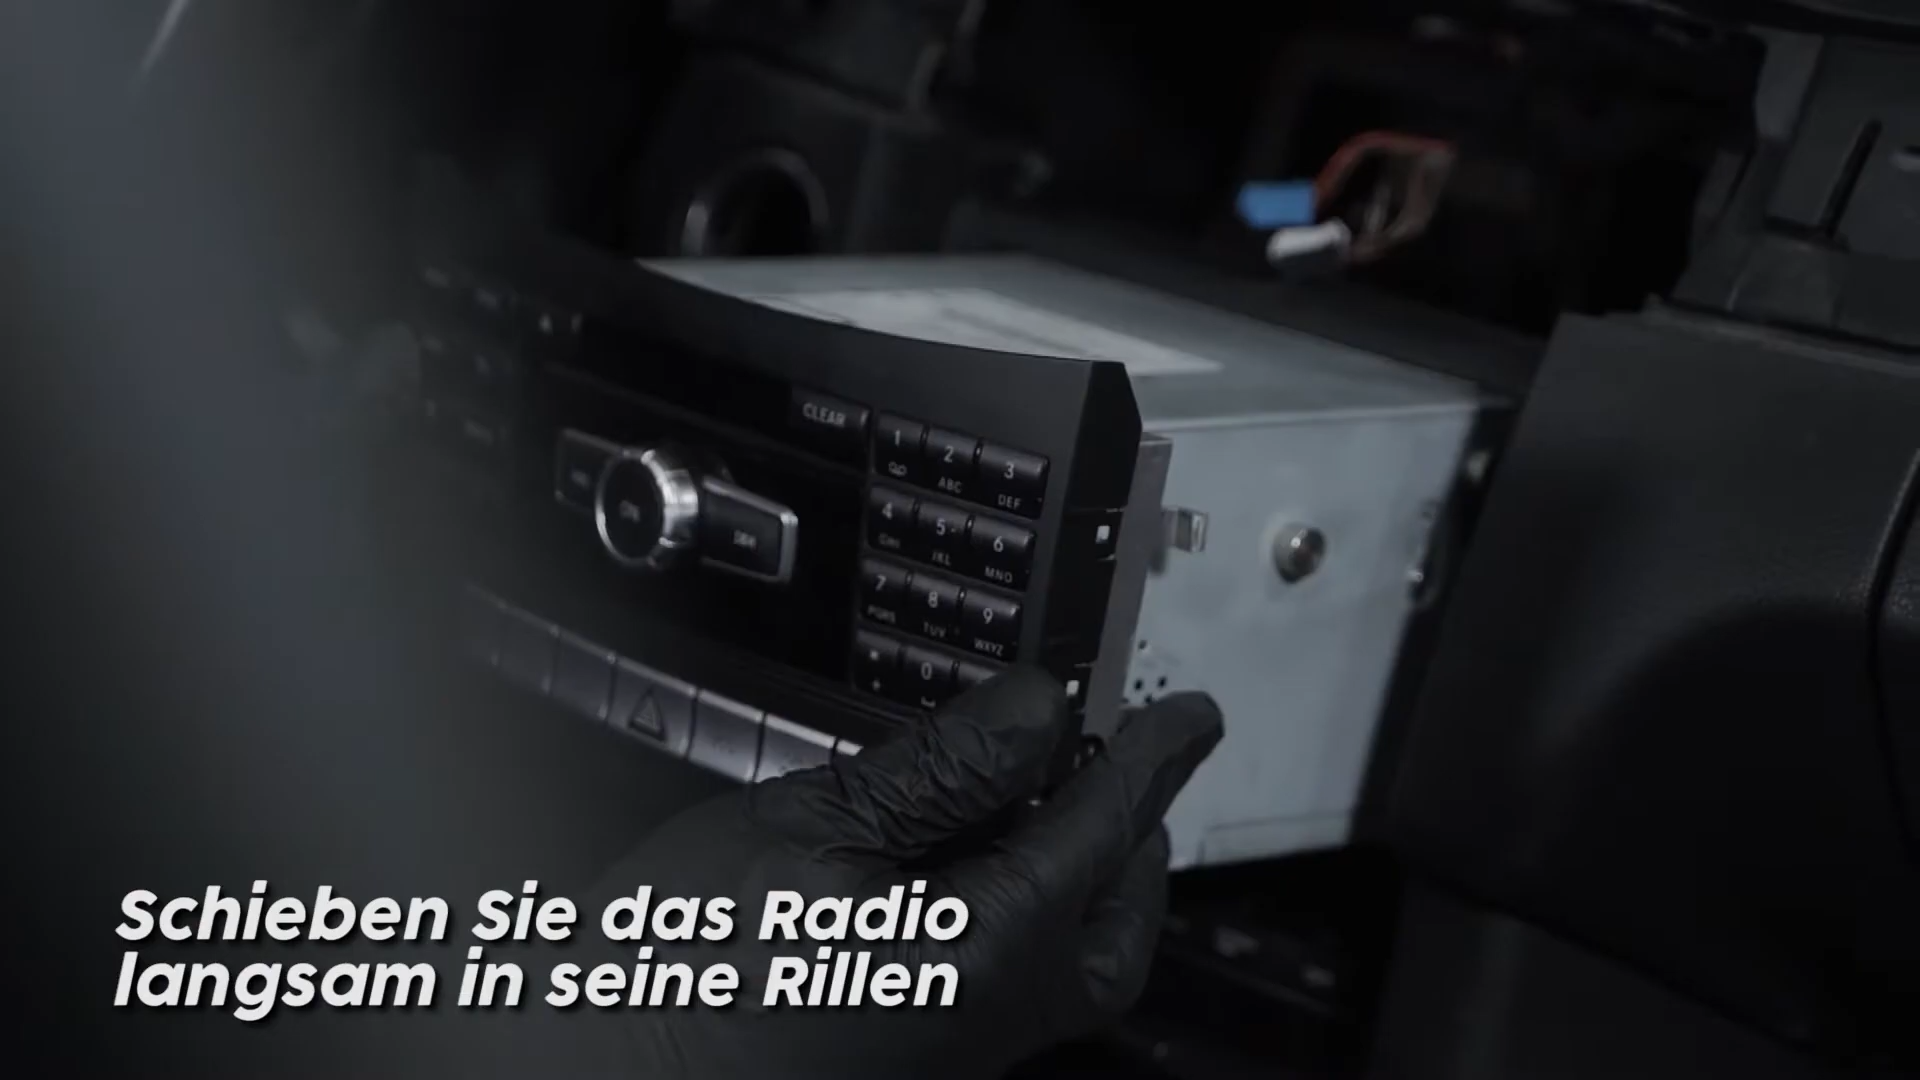 CLEAR
1
2 ABC
3 DEF
4 GHI
5 JKL
6 MNO
7 PQRS
8 TUV
9 WXYZ
* +
0
Schieben Sie das Radio
langsam in seine Rillen